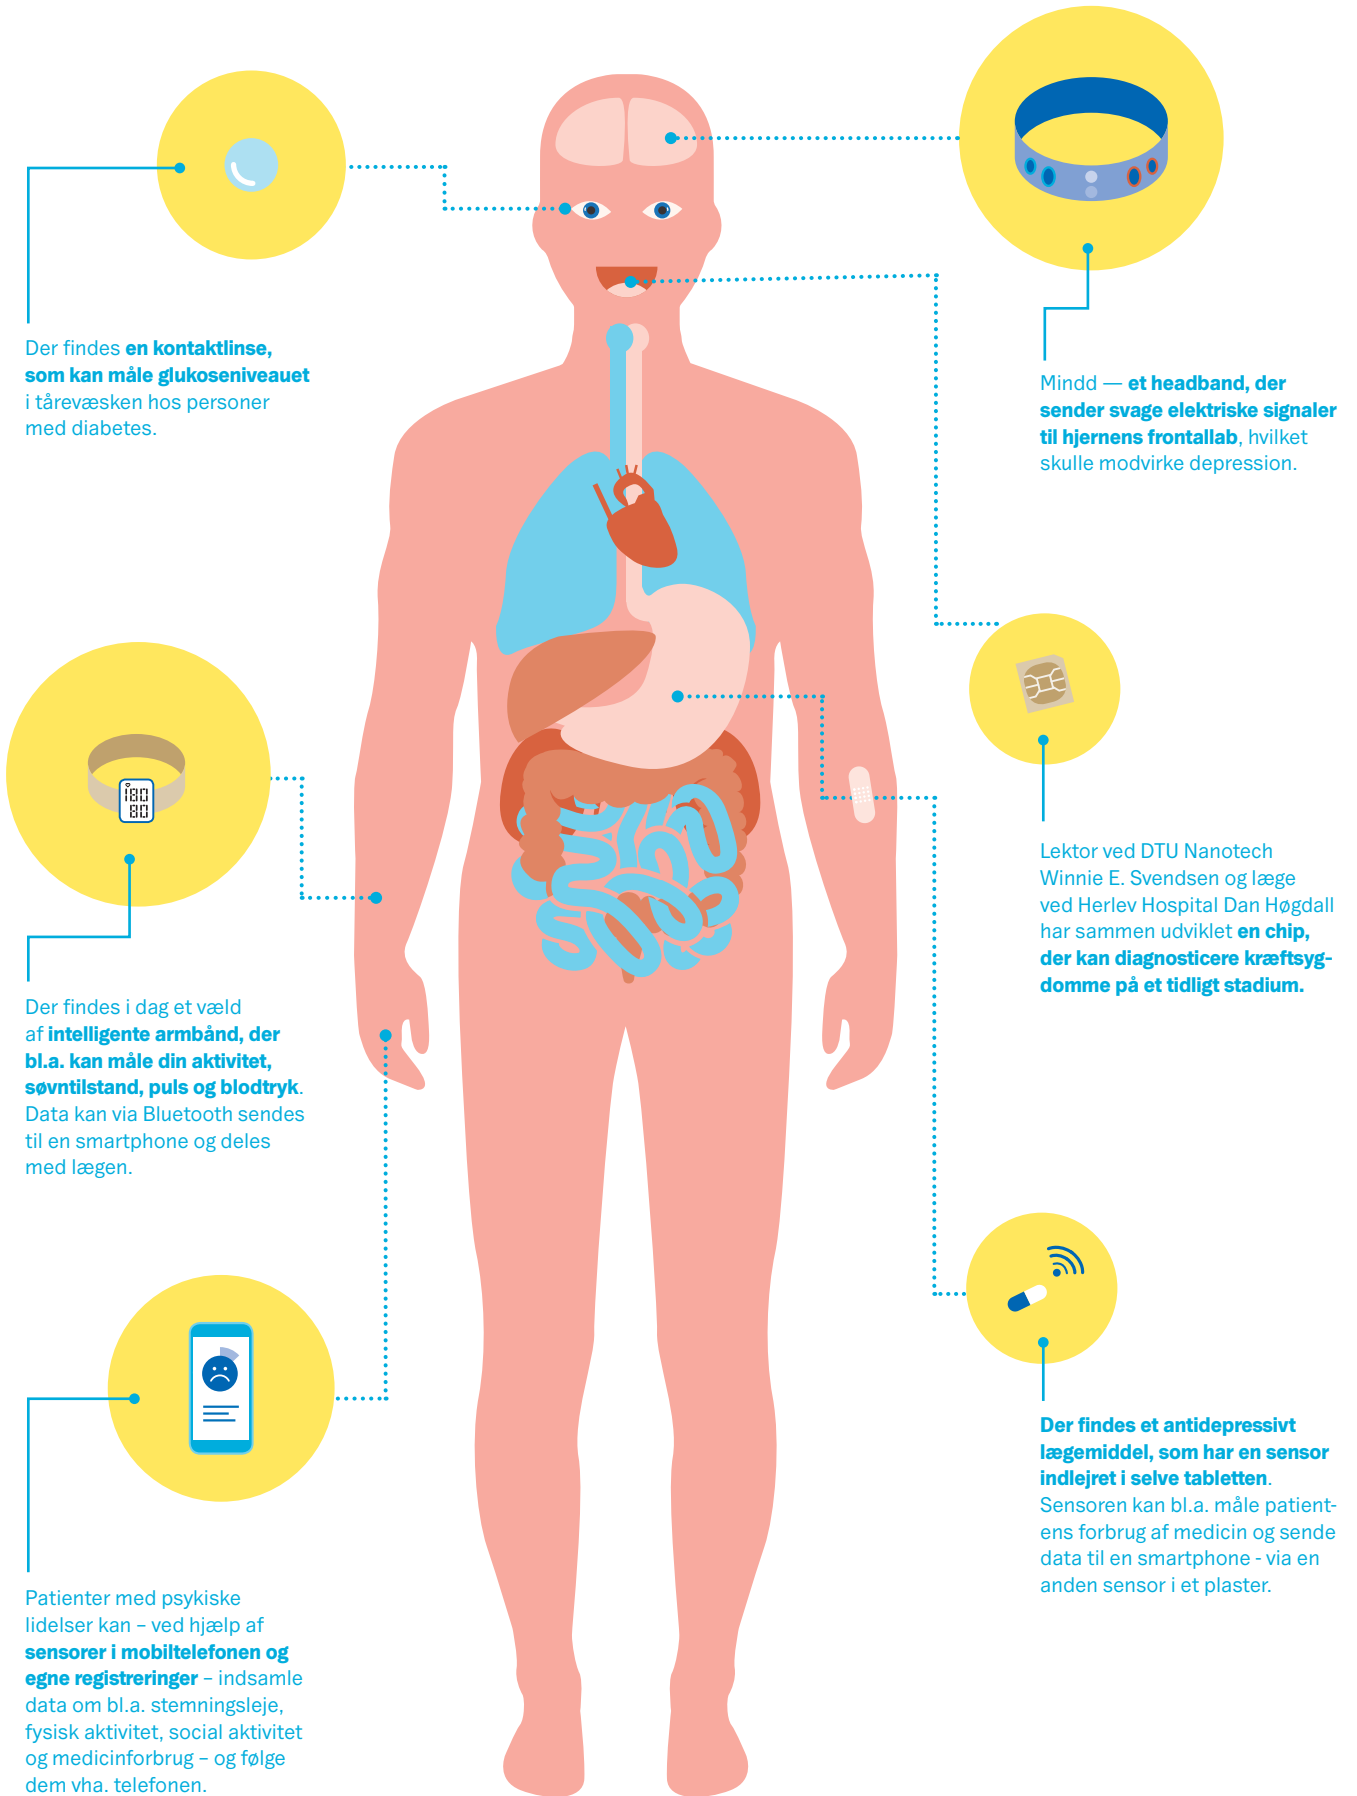 Der findes en kontaktlinse,
som kan måle glukoseniveauet
i tårevæsken hos personer
med diabetes.
Mindd — et headband, der
sender svage elektriske signaler
til hjernens frontallab, hvilket
skulle modvirke depression.
180
80
Lektor ved DTU Nanotech
Winnie E. Svendsen og læge
ved Herlev Hospital Dan Høgdall
har sammen udviklet en chip,
der kan diagnosticere kræftsyg-
domme på et tidligt stadium.
Der findes i dag et væld
af intelligente armbånd, der
bl.a. kan måle din aktivitet,
søvntilstand, puls og blodtryk.
Data kan via Bluetooth sendes
til en smartphone og deles
med lægen.
Der findes et antidepressivt
lægemiddel, som har en sensor
indlejret i selve tabletten.
Sensoren kan bl.a. måle patient-
ens forbrug af medicin og sende
data til en smartphone - via en
anden sensor i et plaster.
Patienter med psykiske
lidelser kan – ved hjælp af
sensorer i mobiltelefonen og
egne registreringer – indsamle
data om bl.a. stemningsleje,
fysisk aktivitet, social aktivitet
og medicinforbrug – og følge
dem vha. telefonen.